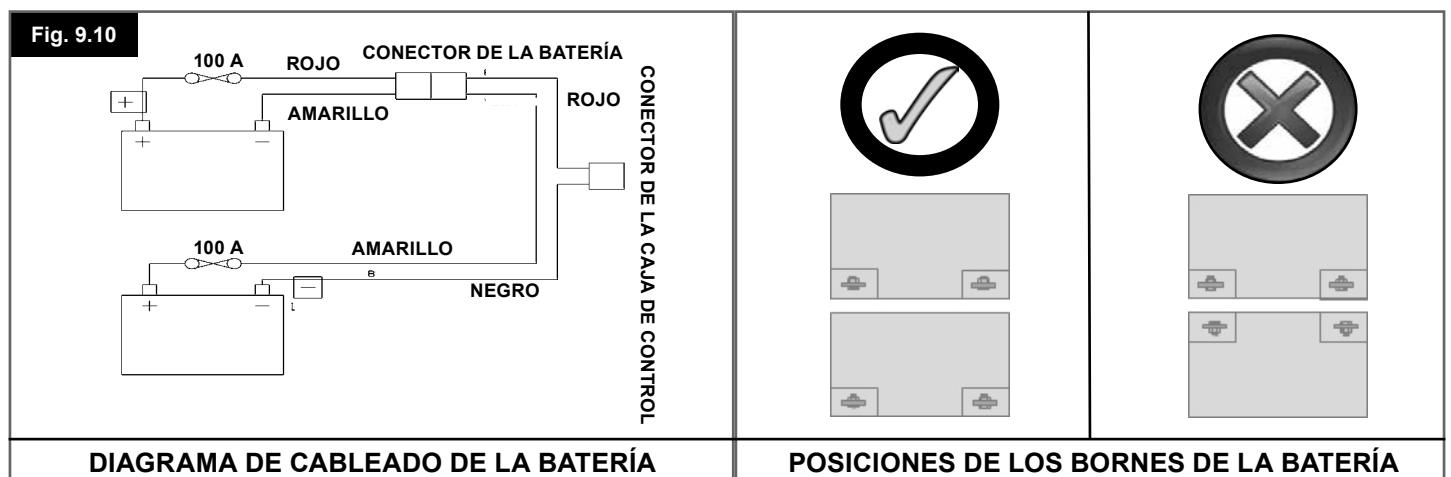 Fig. 9.10
100 A
ROJO
CONECTOR DE LA BATERÍA
ROJO
AMARILLO
+
+ −
CONECTOR DE LA CAJA DE CONTROL
100 A
AMARILLO
B
NEGRO
−
+ −
DIAGRAMA DE CABLEADO DE LA BATERÍA
POSICIONES DE LOS BORNES DE LA BATERÍA